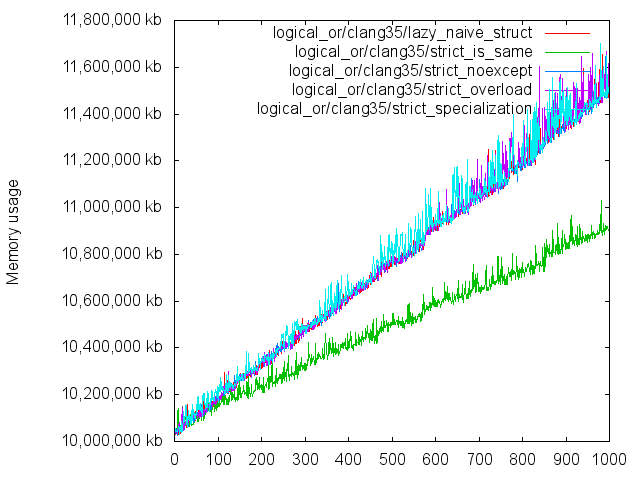 11,800,000 kb
11,600,000 kb
11,400,000 kb
11,200,000 kb
11,000,000 kb
10,800,000 kb
10,600,000 kb
10,400,000 kb
10,200,000 kb
10,000,000 kb
Memory usage
logical_or/clang35/lazy_naive_struct
logical_or/clang35/strict_is_same
logical_or/clang35/strict_noexcept
logical_or/clang35/strict_overload
logical_or/clang35/strict_specialization
0 100 200 300 400 500 600 700 800 900 1000